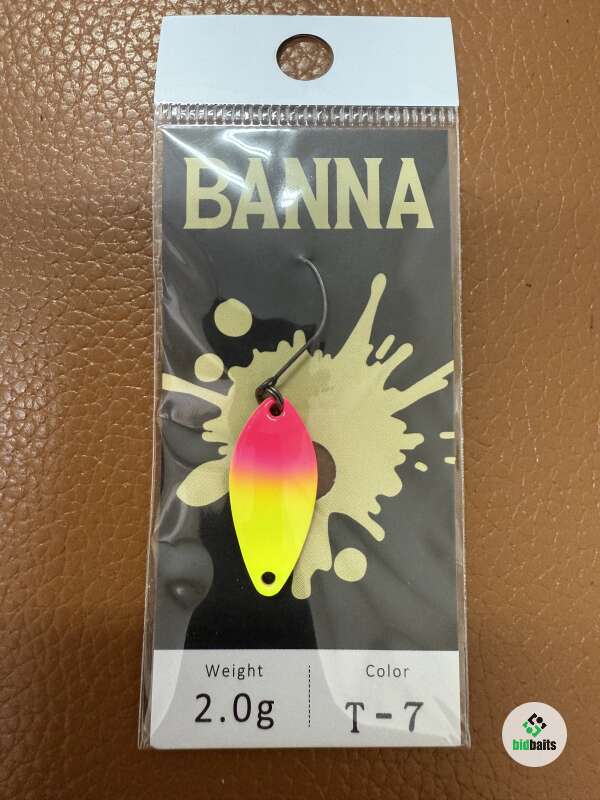 BANNA
Weight
Color
2.0g
T-7
bidbaits